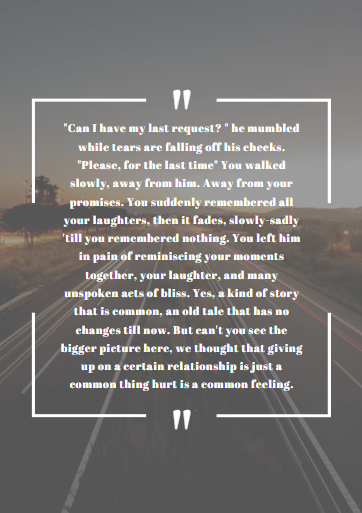 "Can I have my last request? " he mumbled
while tears are falling off his cheeks.
"Please, for the last time" You walked
slowly, away from him. Away from your
promises. You suddenly remembered all
your laughters, then it fades, slowly-sadly
'till you remembered nothing. You left him
in pain of reminiscing your moments
together, your laughter, and many
unspoken acts of bliss. Yes, a kind of story
that is common, an old tale that has no
changes till now. But can't you see the
bigger picture here, we thought that giving
up on a certain relationship is just a
common thing hurt is a common feeling.